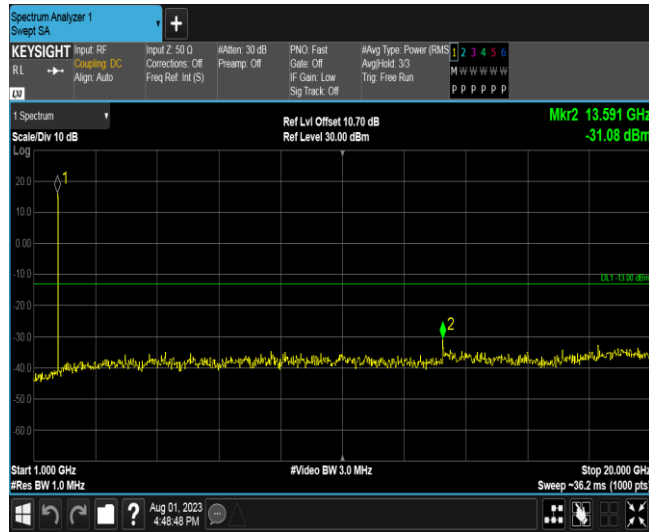 Spectrum Analyzer 1
Swept SA
+
KEYSIGHT Input: RF Input Z: 50 Ω #Atten: 30 dB PNO: Fast #Avg Type: Power (RMS 1 2 3 4 5 6
RL Coupling: DC Corrections: Off Preamp: Off Gate: Off Avg|Hold: 3/3 M W W W W W
Align: Auto Freq Ref: Int (S) IF Gain: Low Trig: Free Run
Sig Track: Off P P P P P P
LXI
1 Spectrum Ref Lvl Offset 10.70 dB Mkr2 13.591 GHz
Scale/Div 10 dB Ref Level 30.00 dBm -31.08 dBm
Log
20.0
1
10.0
0.00
-10.0
DL1 -13.00 dBm
-20.0
2
-30.0
-40.0
-50.0
-60.0
Start 1.000 GHz #Video BW 3.0 MHz Stop 20.000 GHz
#Res BW 1.0 MHz Sweep ~36.2 ms (1000 pts)
? Aug 01, 2023
4:48:48 PM